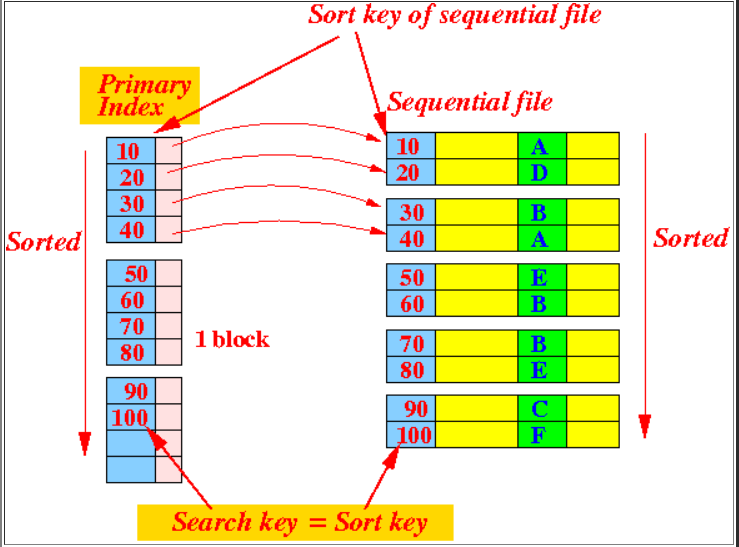 Sort key of sequential file
Primary
Index
Sequential file
10
20
30
40
50
60
70
80
90
100
Sorted
1 block
10 A
20 D
30 B
40 A
50 E
60 B
70 B
80 E
90 C
100 F
Sorted
Search key = Sort key